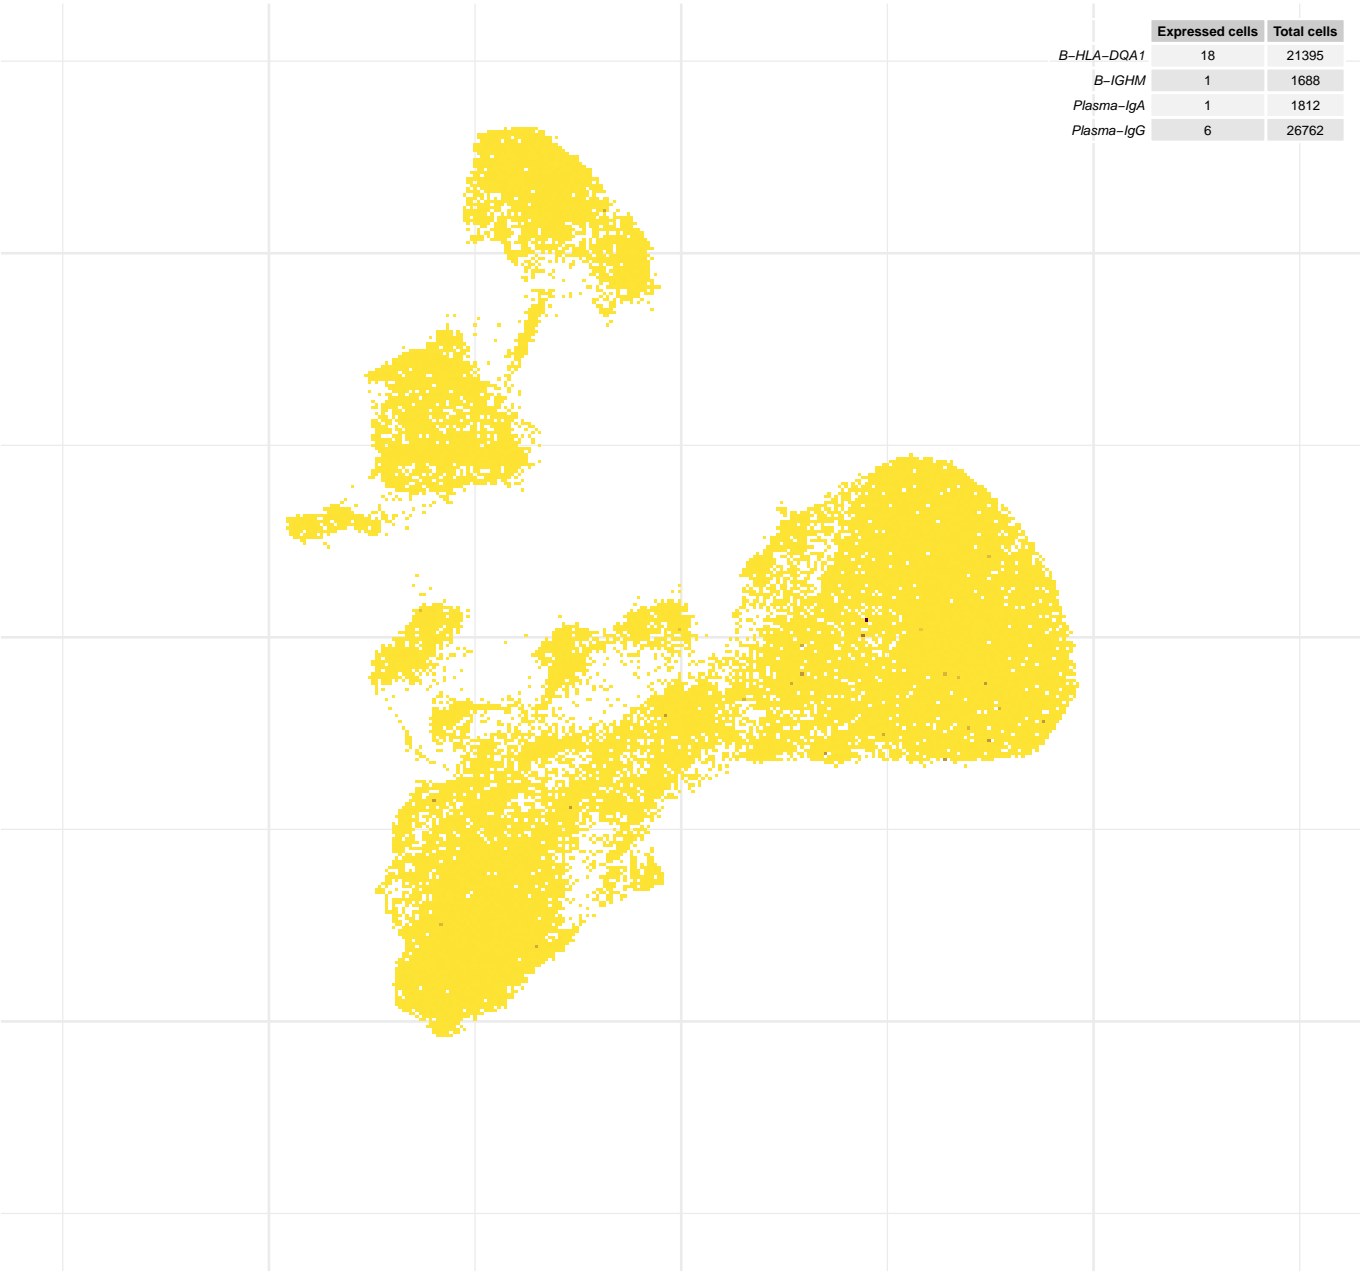 Expressed cells Total cells
B−HLA−DQA1 18 21395
B−IGHM 1 1688
Plasma−IgA 1 1812
Plasma−IgG 6 26762